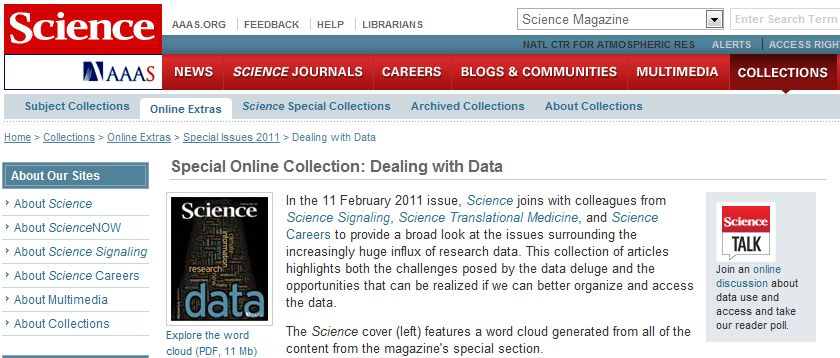 Science
AAAS.ORG FEEDBACK HELP LIBRARIANS
Science Magazine
Enter Search Term
NATL CTR FOR ATMOSPHERIC RES ALERTS ACCESS RIGH
AAAS
NEWS SCIENCE JOURNALS CAREERS BLOGS & COMMUNITIES MULTIMEDIA COLLECTIONS
Subject Collections Online Extras Science Special Collections Archived Collections About Collections
Home > Collections > Online Extras > Special Issues 2011 > Dealing with Data
About Our Sites
About Science
About ScienceNOW
About Science Signaling
About Science Careers
About Multimedia
About Collections
Special Online Collection: Dealing with Data
Science
information
research
need
data
Explore the word
cloud (PDF, 11 Mb)
In the 11 February 2011 issue, Science joins with colleagues from
Science Signaling, Science Translational Medicine, and Science
Careers to provide a broad look at the issues surrounding the
increasingly huge influx of research data. This collection of articles
highlights both the challenges posed by the data deluge and the
opportunities that can be realized if we can better organize and access
the data.
The Science cover (left) features a word cloud generated from all of the
content from the magazine's special section.
Science
TALK
Join an online
discussion about
data use and
access and take
our reader poll.